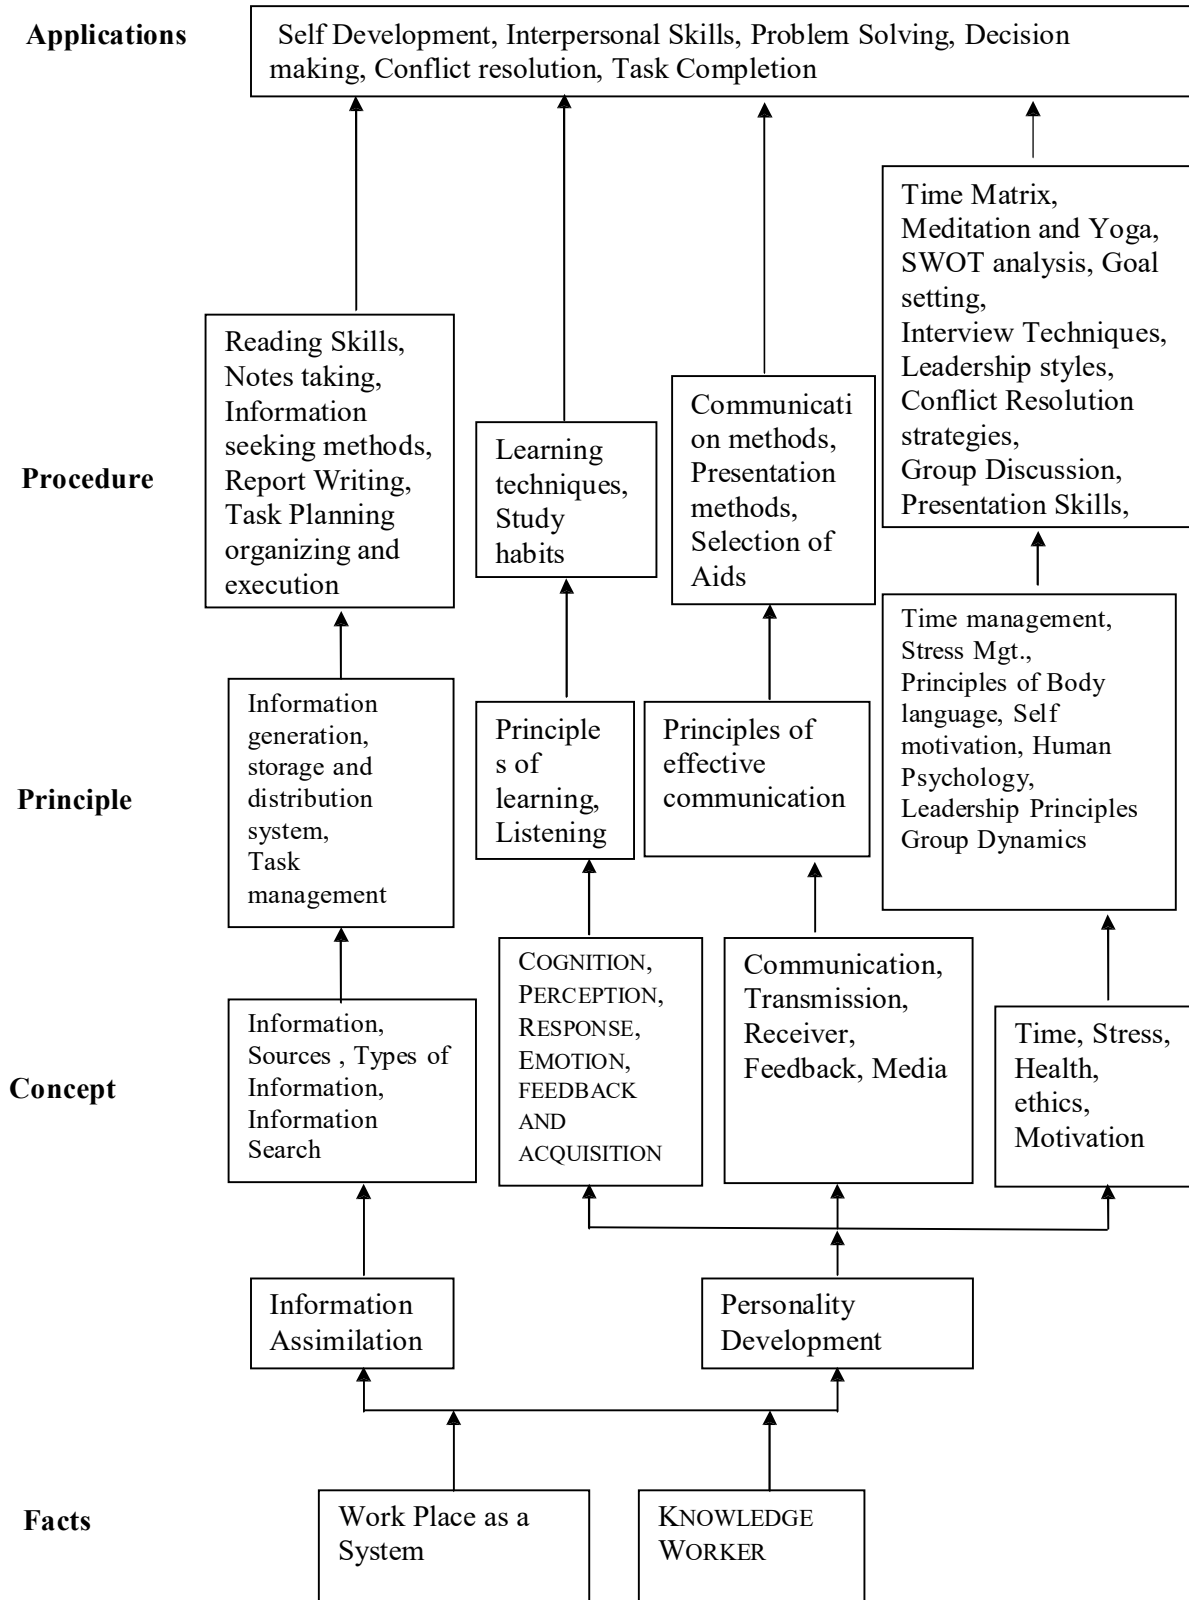 Applications
Self Development, Interpersonal Skills, Problem Solving, Decision
making, Conflict resolution, Task Completion
Time Matrix,
Meditation and Yoga,
SWOT analysis, Goal
setting,
Interview Techniques,
Leadership styles,
Conflict Resolution
strategies,
Group Discussion,
Presentation Skills,
Procedure
Reading Skills,
Notes taking,
Information
seeking methods,
Report Writing,
Task Planning
organizing and
execution
Learning
techniques,
Study
habits
Communicati
on methods,
Presentation
methods,
Selection of
Aids
Principle
Information
generation,
storage and
distribution
system,
Task
management
Principle
s of
learning,
Listening
Principles of
effective
communication
Time management,
Stress Mgt.,
Principles of Body
language, Self
motivation, Human
Psychology,
Leadership Principles
Group Dynamics
Concept
Information,
Sources , Types of
Information,
Information
Search
COGNITION,
PERCEPTION,
RESPONSE,
EMOTION,
FEEDBACK
AND
ACQUISITION
Communication,
Transmission,
Receiver,
Feedback, Media
Time, Stress,
Health,
ethics,
Motivation
Information
Assimilation
Personality
Development
Facts
Work Place as a
System
KNOWLEDGE
WORKER